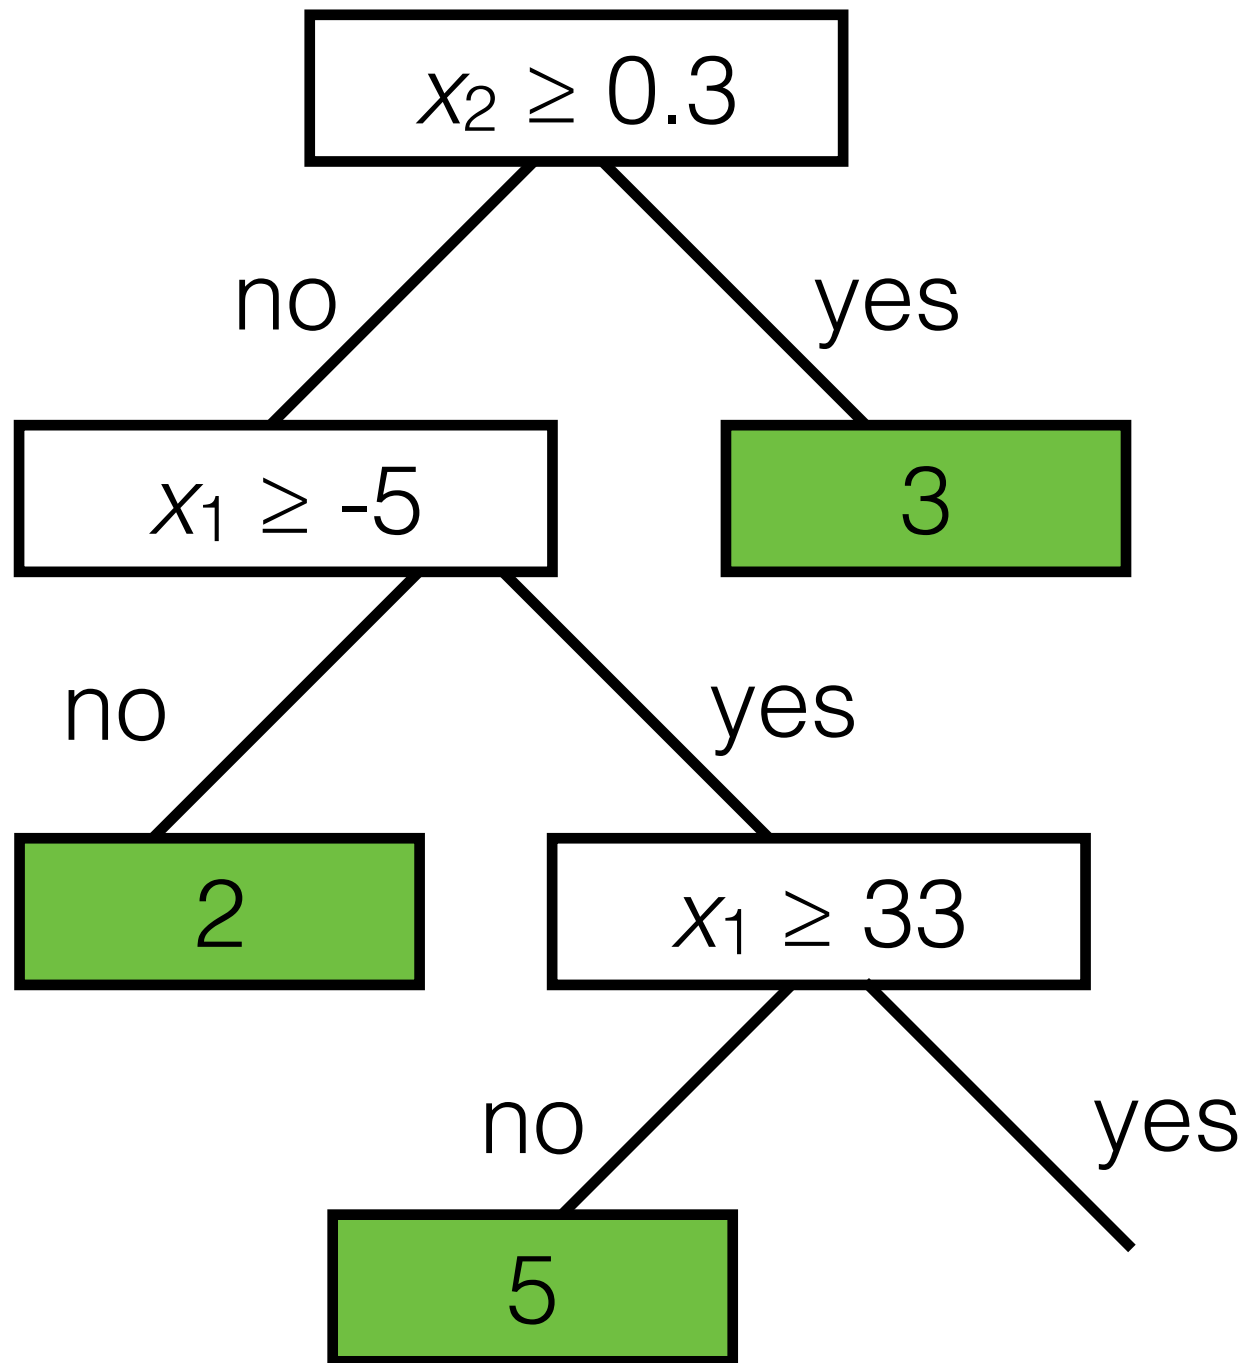 x₂ ≥ 0.3
no
yes
x₁ ≥ -5
3
no
yes
2
x₁ ≥ 33
no
yes
5